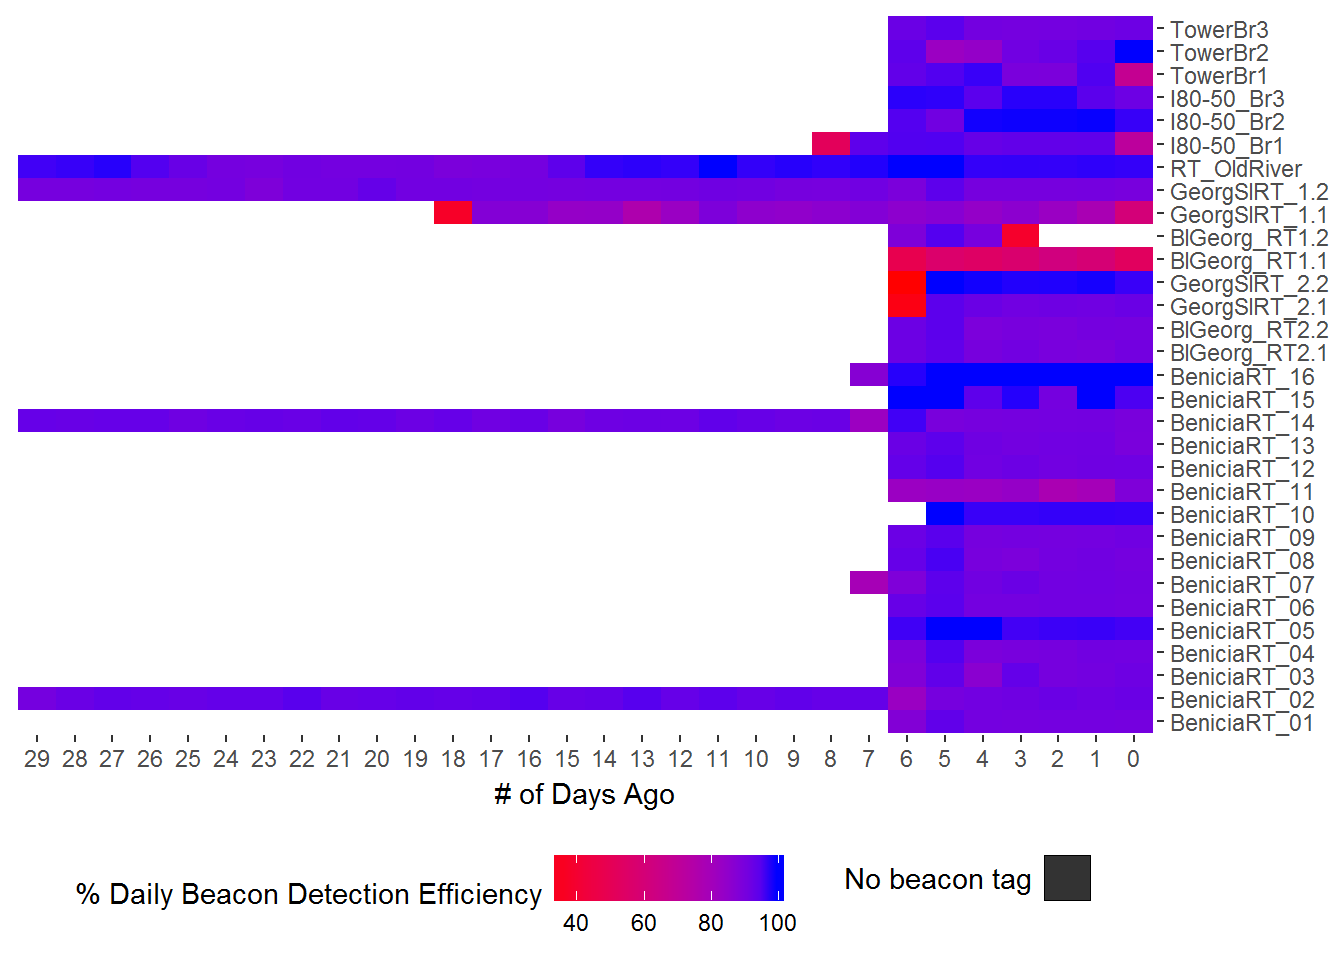 TowerBr3
TowerBr2
TowerBr1
I80-50_Br3
I80-50_Br2
I80-50_Br1
RT_OldRiver
GeorgSlRT_1.2
GeorgSlRT_1.1
BlGeorg_RT1.2
BlGeorg_RT1.1
GeorgSlRT_2.2
GeorgSlRT_2.1
BlGeorg_RT2.2
BlGeorg_RT2.1
BeniciaRT_16
BeniciaRT_15
BeniciaRT_14
BeniciaRT_13
BeniciaRT_12
BeniciaRT_11
BeniciaRT_10
BeniciaRT_09
BeniciaRT_08
BeniciaRT_07
BeniciaRT_06
BeniciaRT_05
BeniciaRT_04
BeniciaRT_03
BeniciaRT_02
BeniciaRT_01
29 28 27 26 25 24 23 22 21 20 19 18 17 16 15 14 13 12 11 10 9 8 7 6 5 4 3 2 1 0
# of Days Ago
% Daily Beacon Detection Efficiency
40 60 80 100
No beacon tag